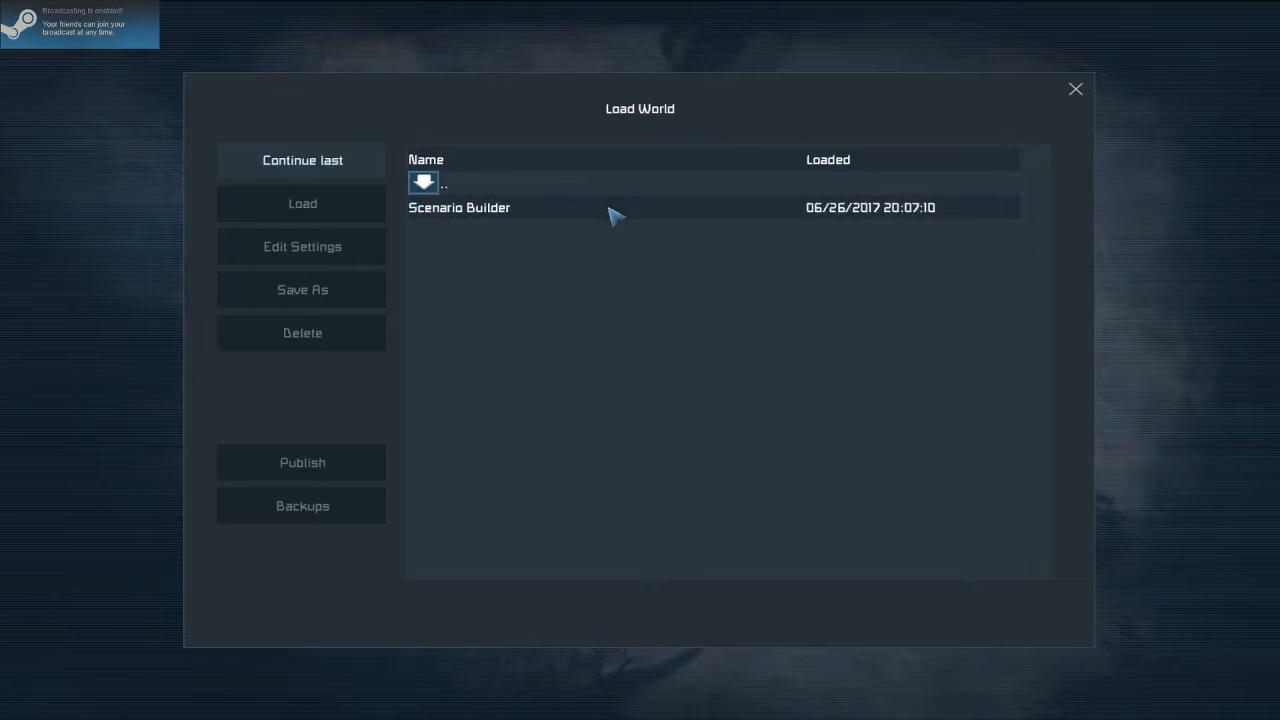 Broadcasting is enabled!
Your friends can join your
broadcast at any time.
Load World
Continue last
Load
Edit Settings
Save As
Delete
Publish
Backups
Name Loaded
..
Scenario Builder 06/26/2017 20:07:10